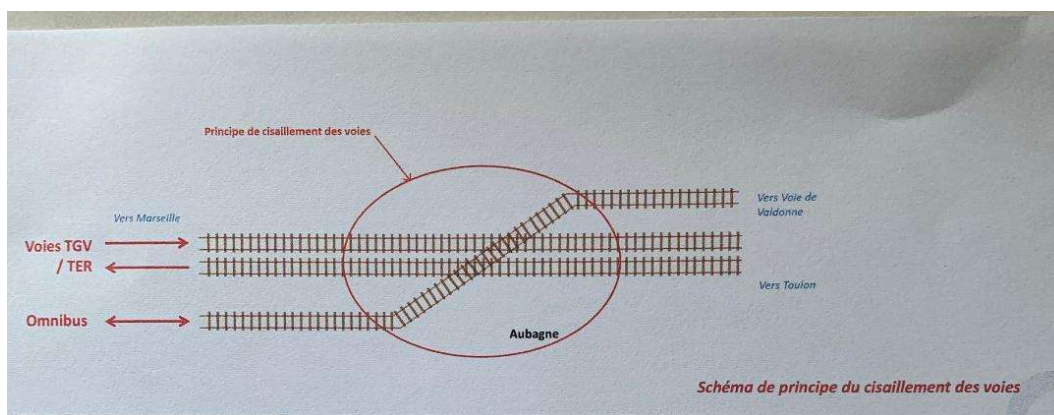 Principe de cisaillement des voies
Vers Voie de
Valdonne
Vers Marseille
Voies TGV
/ TER
Vers Toulon
Omnibus
Aubagne
Schéma de principe du cisaillement des voies